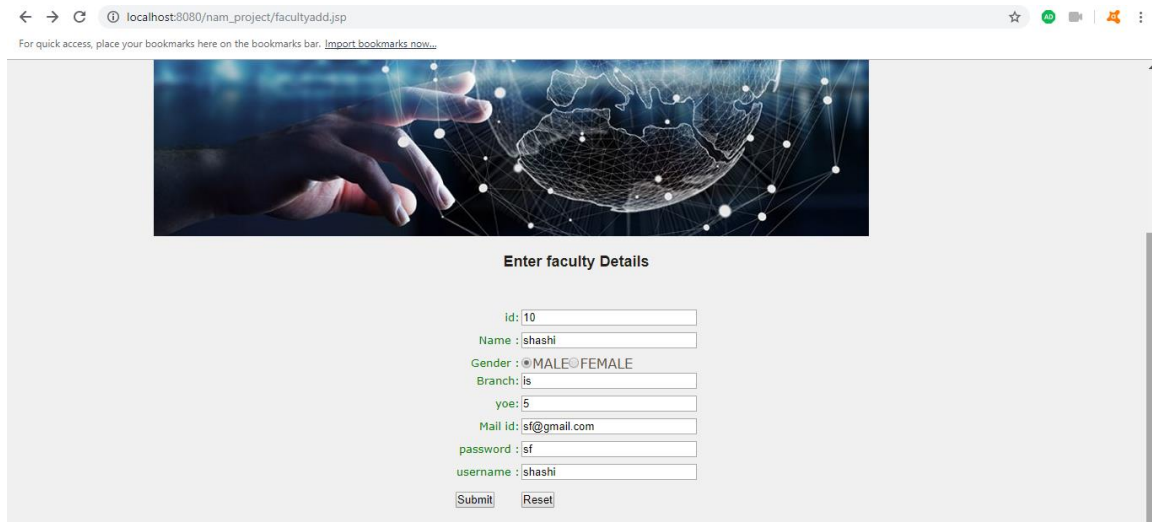 localhost:8080/nam_project/facultyadd.jsp
AD
For quick access, place your bookmarks here on the bookmarks bar. Import bookmarks now...
Enter faculty Details
id: 10
Name : shashi
Gender : MALE FEMALE
Branch: is
yoe: 5
Mail id: sf@gmail.com
password : sf
username : shashi
Submit Reset